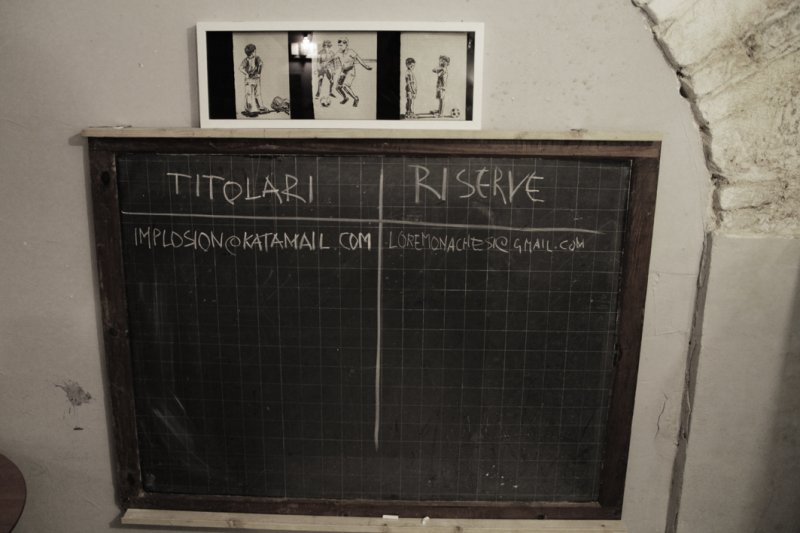 TITOLARI
RISERVE
IMPLOSION@KATAMAIL.COM
LOREMONACHESI@GMAIL.COM